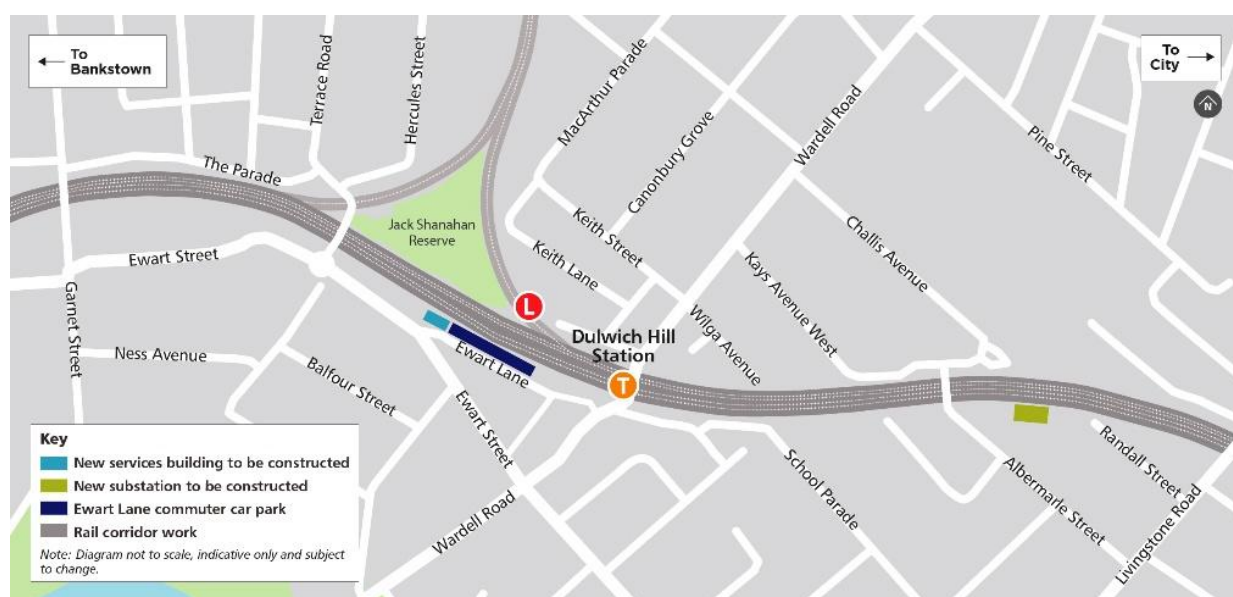 To
Bankstown
To
City
N
Terrace Road
Hercules Street
MacArthur Parade
Canonbury Grove
Wardell Road
Pine Street
The Parade
Jack Shanahan
Reserve
Keith Street
Keith Lane
Challis Avenue
Kays Avenue West
Wilga Avenue
Ewart Street
Garnet Street
L
Dulwich Hill
Station
T
Ness Avenue
Balfour Street
Ewart Lane
Ewart Street
Wardell Road
School Parade
Albermarle Street
Randall Street
Livingstone Road
Key
New services building to be constructed
New substation to be constructed
Ewart Lane commuter car park
Rail corridor work
Note: Diagram not to scale, indicative only and subject
to change.